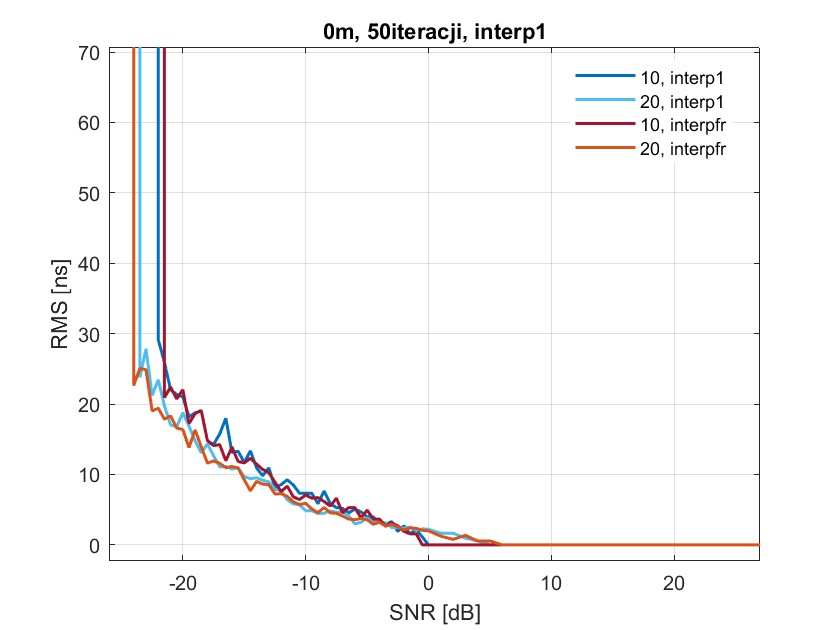 0m, 50iteracji, interp1
70
60
50
40
30
20
10
0
RMS [ns]
10, interp1
20, interp1
10, interpfr
20, interpfr
-20
-10
0
10
20
SNR [dB]